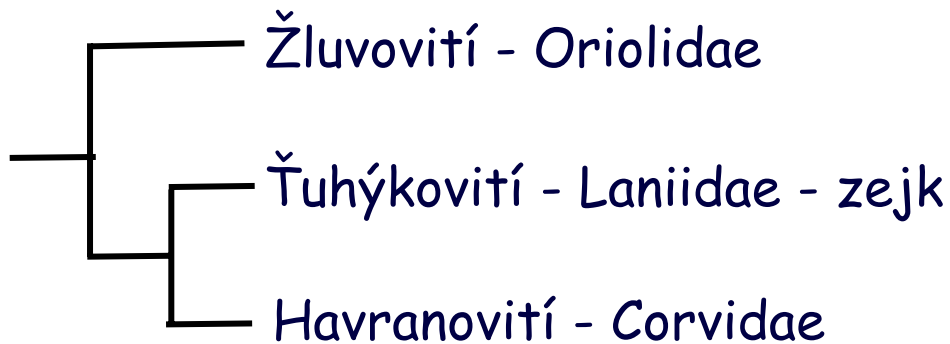 Žluvovití - Oriolidae
Ťuhýkovití - Laniidae - zejk
Havranovití - Corvidae